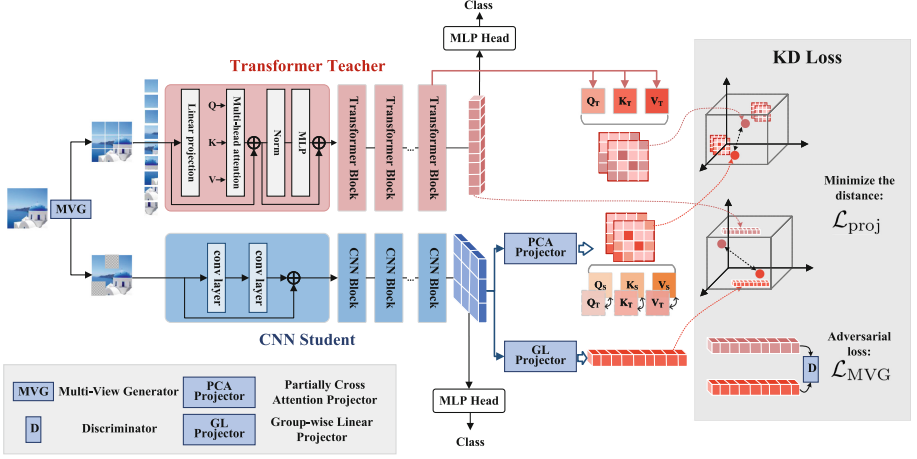 Class
MLP Head
Transformer Teacher
KD Loss
Linear projection
Q
K
V
Multi-head attention
Norm
MLP
Transformer Block
Transformer Block
...
Transformer Block
Q_T
K_T
V_T
MVG
Minimize the
distance:
ℒ_proj
conv layer
conv layer
CNN Block
CNN Block
...
CNN Block
PCA
Projector
Q_S
K_S
V_S
Q_T
K_T
V_T
CNN Student
GL
Projector
Adversarial
loss:
ℒ_MVG
D
MLP Head
Class
MVG
Multi-View Generator
PCA
Projector
Partially Cross
Attention Projector
D
Discriminator
GL
Projector
Group-wise Linear
Projector